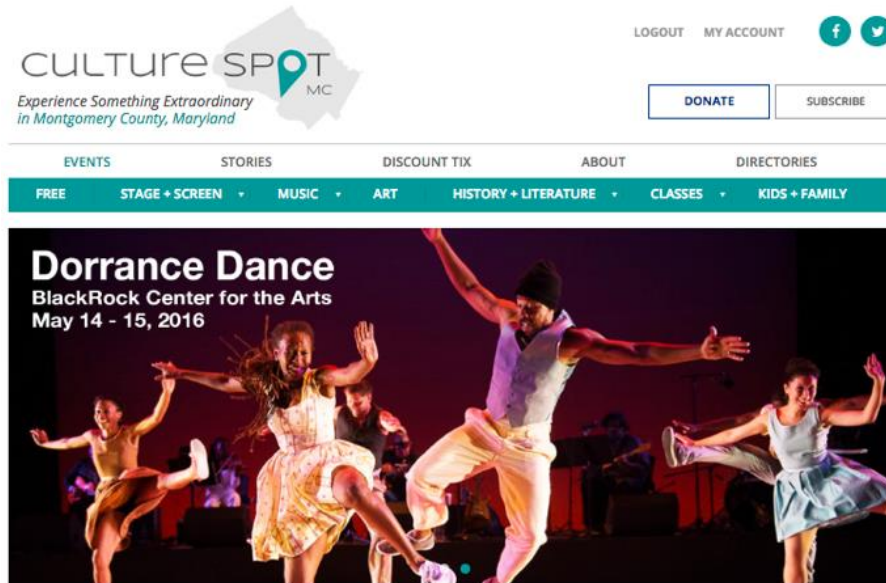 CULTURE SPOT
MC
Experience Something Extraordinary
in Montgomery County, Maryland
LOGOUT MY ACCOUNT
DONATE SUBSCRIBE
EVENTS STORIES DISCOUNT TIX ABOUT DIRECTORIES
FREE STAGE + SCREEN MUSIC ART HISTORY + LITERATURE CLASSES KIDS + FAMILY
Dorrance Dance
BlackRock Center for the Arts
May 14 - 15, 2016